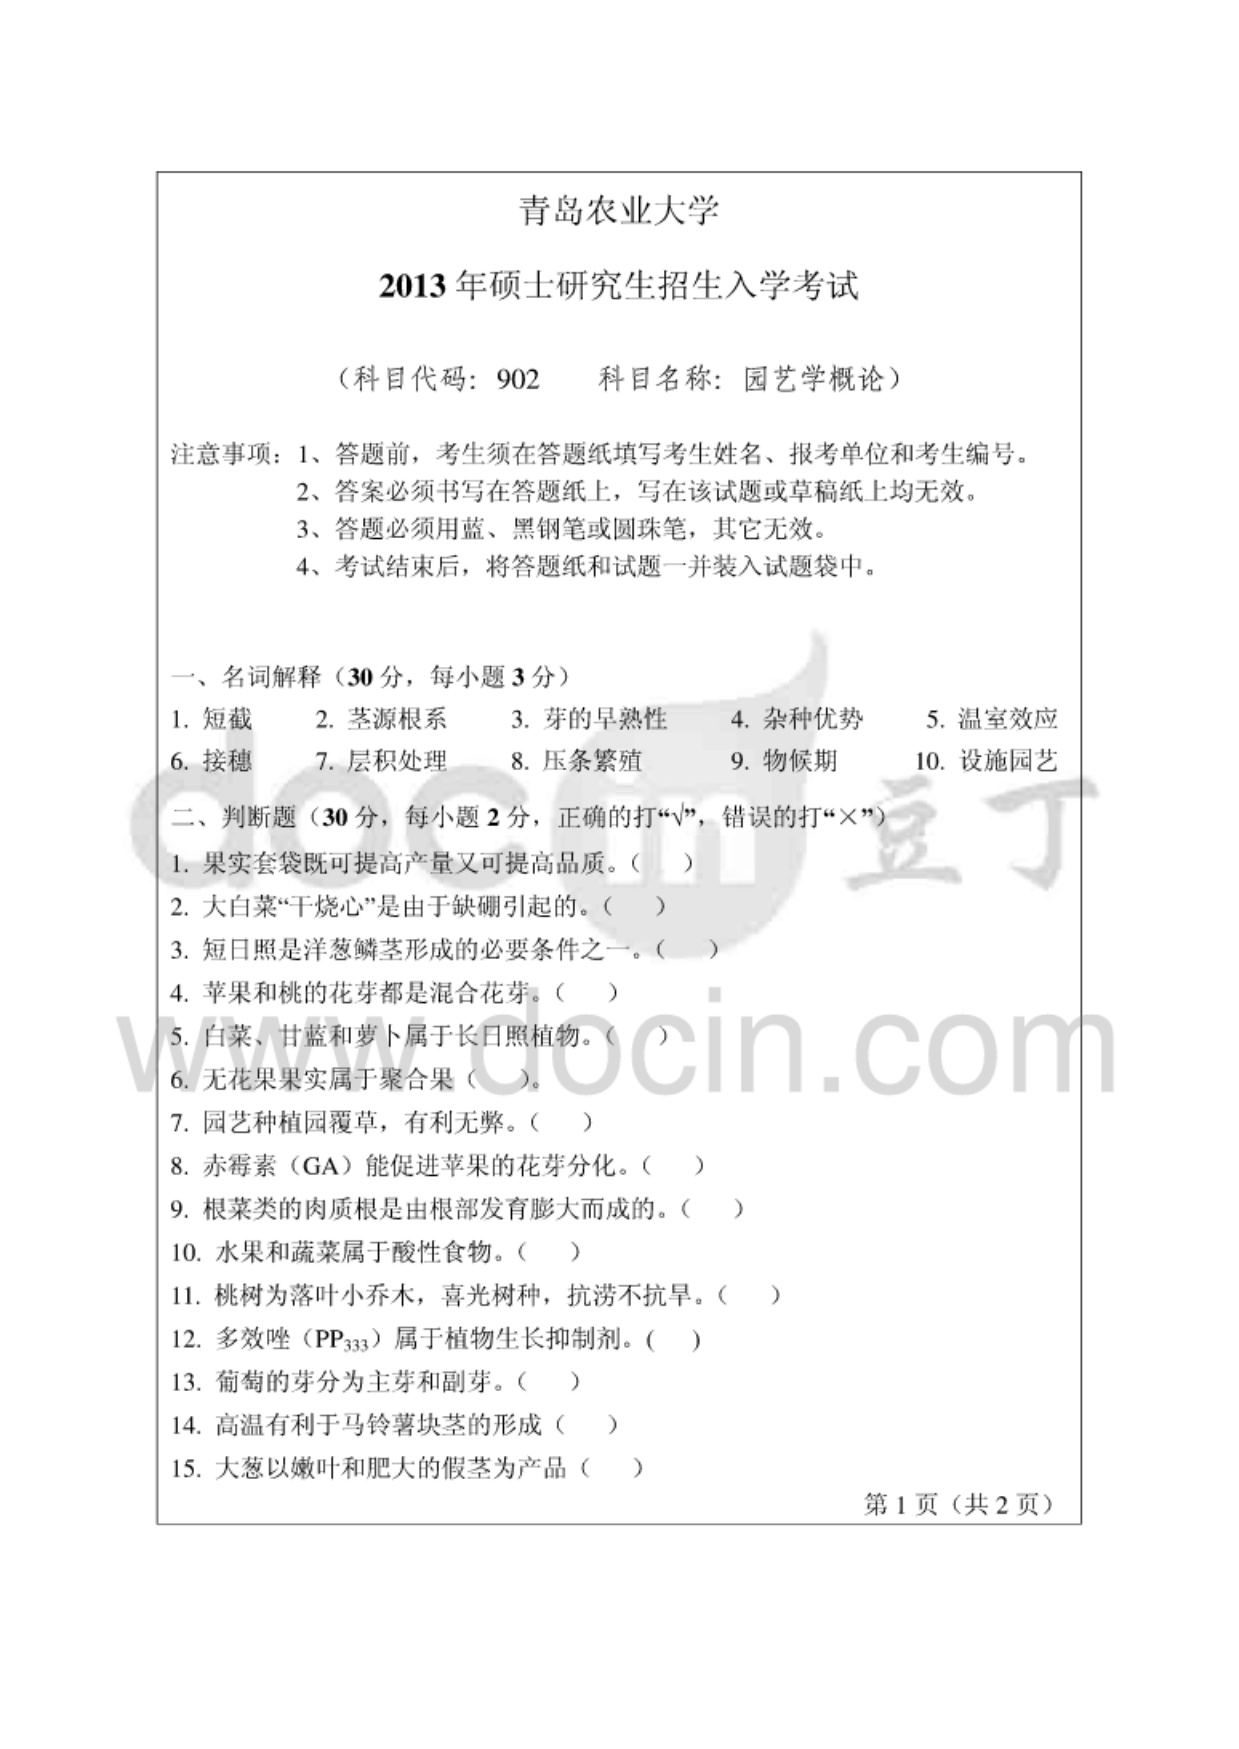 青岛农业大学
2013 年硕士研究生招生入学考试
（科目代码：902 科目名称：园艺学概论）
注意事项：1、答题前，考生须在答题纸填写考生姓名、报考单位和考生编号。
2、答案必须书写在答题纸上，写在该试题或草稿纸上均无效。
3、答题必须用蓝、黑钢笔或圆珠笔，其它无效。
4、考试结束后，将答题纸和试题一并装入试题袋中。
一、名词解释（30 分，每小题 3 分）
1. 短截 2. 茎源根系 3. 芽的早熟性 4. 杂种优势 5. 温室效应
6. 接穗 7. 层积处理 8. 压条繁殖 9. 物候期 10. 设施园艺
二、判断题（30 分，每小题 2 分，正确的打“√”，错误的打“×”）
1. 果实套袋既可提高产量又可提高品质。（ ）
2. 大白菜“干烧心”是由于缺硼引起的。（ ）
3. 短日照是洋葱鳞茎形成的必要条件之一。（ ）
4. 苹果和桃的花芽都是混合花芽。（ ）
5. 白菜、甘蓝和萝卜属于长日照植物。（ ）
6. 无花果果实属于聚合果（ ）。
7. 园艺种植园覆草，有利无弊。（ ）
8. 赤霉素（GA）能促进苹果的花芽分化。（ ）
9. 根菜类的肉质根是由根部发育膨大而成的。（ ）
10. 水果和蔬菜属于酸性食物。（ ）
11. 桃树为落叶小乔木，喜光树种，抗涝不抗旱。（ ）
12. 多效唑（PP333）属于植物生长抑制剂。( )
13. 葡萄的芽分为主芽和副芽。（ ）
14. 高温有利于马铃薯块茎的形成（ ）
15. 大葱以嫩叶和肥大的假茎为产品（ ）
第 1 页（共 2 页）
docin 豆丁
www.docin.com